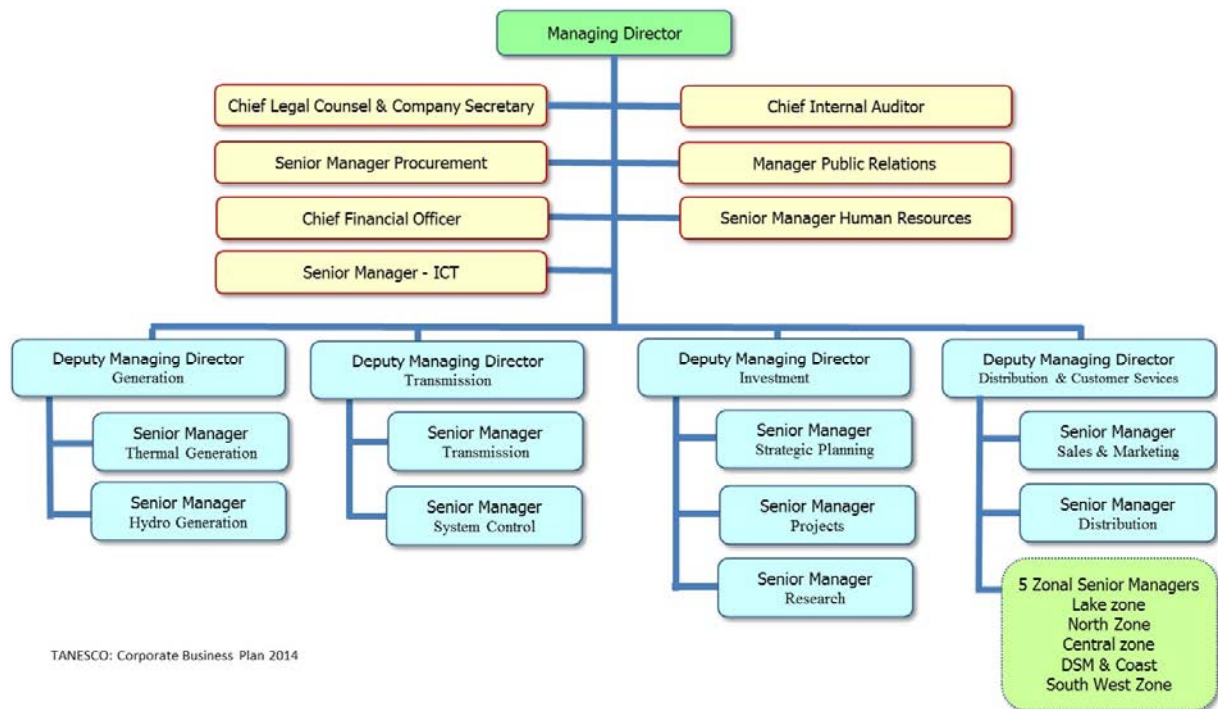 Managing Director
Chief Legal Counsel & Company Secretary
Chief Internal Auditor
Senior Manager Procurement
Manager Public Relations
Chief Financial Officer
Senior Manager Human Resources
Senior Manager - ICT
Deputy Managing Director
Generation
Deputy Managing Director
Transmission
Deputy Managing Director
Investment
Deputy Managing Director
Distribution & Customer Sevices
Senior Manager
Thermal Generation
Senior Manager
Hydro Generation
Senior Manager
Transmission
Senior Manager
System Control
Senior Manager
Strategic Planning
Senior Manager
Projects
Senior Manager
Research
Senior Manager
Sales & Marketing
Senior Manager
Distribution
5 Zonal Senior Managers
Lake zone
North Zone
Central zone
DSM & Coast
South West Zone
TANESCO: Corporate Business Plan 2014